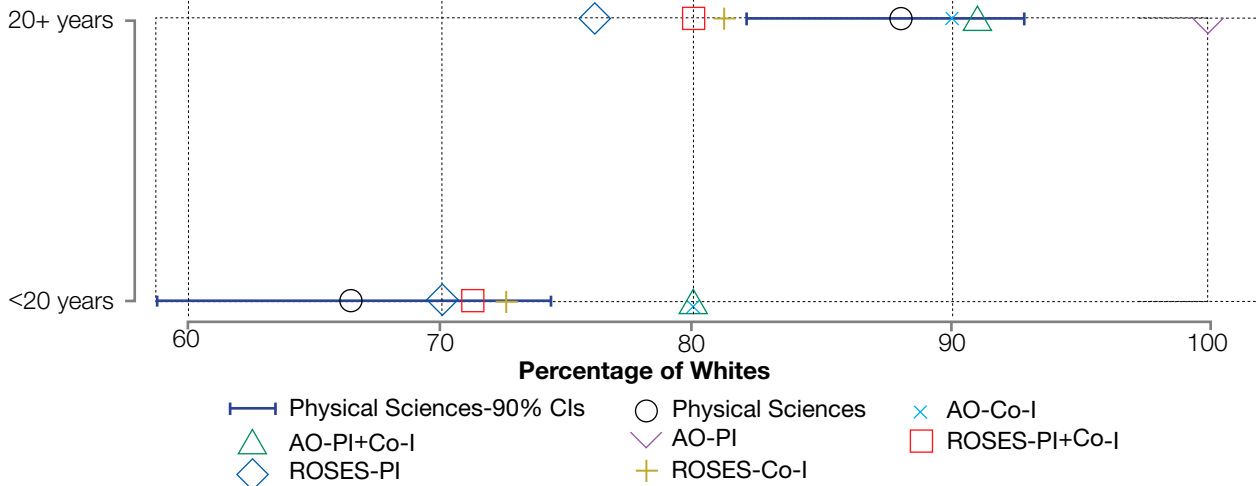 20+ years
<20 years
60 70 80 90 100
Percentage of Whites
Physical Sciences-90% CIs Physical Sciences AO-Co-I
AO-PI+Co-I AO-PI ROSES-PI+Co-I
ROSES-PI ROSES-Co-I